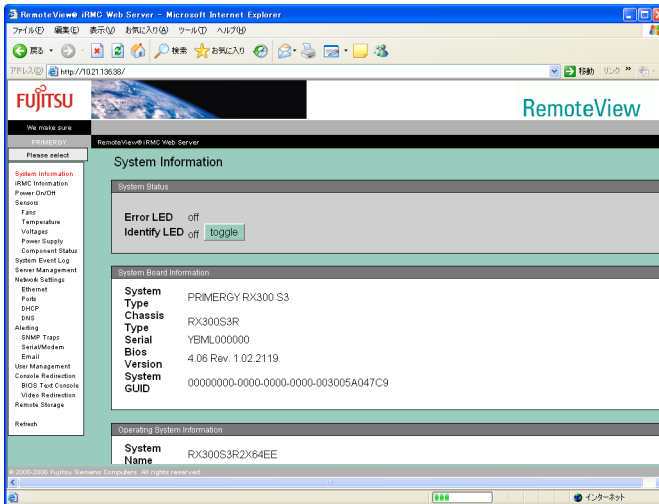 RemoteView® iRMC Web Server - Microsoft Internet Explorer
ファイル(F) 編集(E) 表示(V) お気に入り(A) ツール(T) ヘルプ(H)
戻る 検索 お気に入り
アドレス(D) http://10.21.136.38/ 移動 リンク »
FUJITSU
RemoteView
We make sure
PRIMERGY
RemoteView® iRMC Web Server
Please select
System Information
iRMC Information
Power On/Off
Sensors
Fans
Temperature
Voltages
Power Supply
Component Status
System Event Log
Server Management
Network Settings
Ethernet
Ports
DHCP
DNS
Alerting
SNMP Traps
Serial/Modem
Email
User Management
Console Redirection
BIOS Text Console
Video Redirection
Remote Storage
Refresh
System Information
System Status
Error LED off
Identify LED off toggle
System Board Information
System Type PRIMERGY RX300 S3
Chassis Type RX300S3R
Serial YBML000000
Bios Version 4.06 Rev. 1.02.2119
System GUID 00000000-0000-0000-0000-003005A047C9
Operating System Information
System Name RX300S3R2X64EE
© 2000-2006 Fujitsu Siemens Computers. All rights reserved.
インターネット